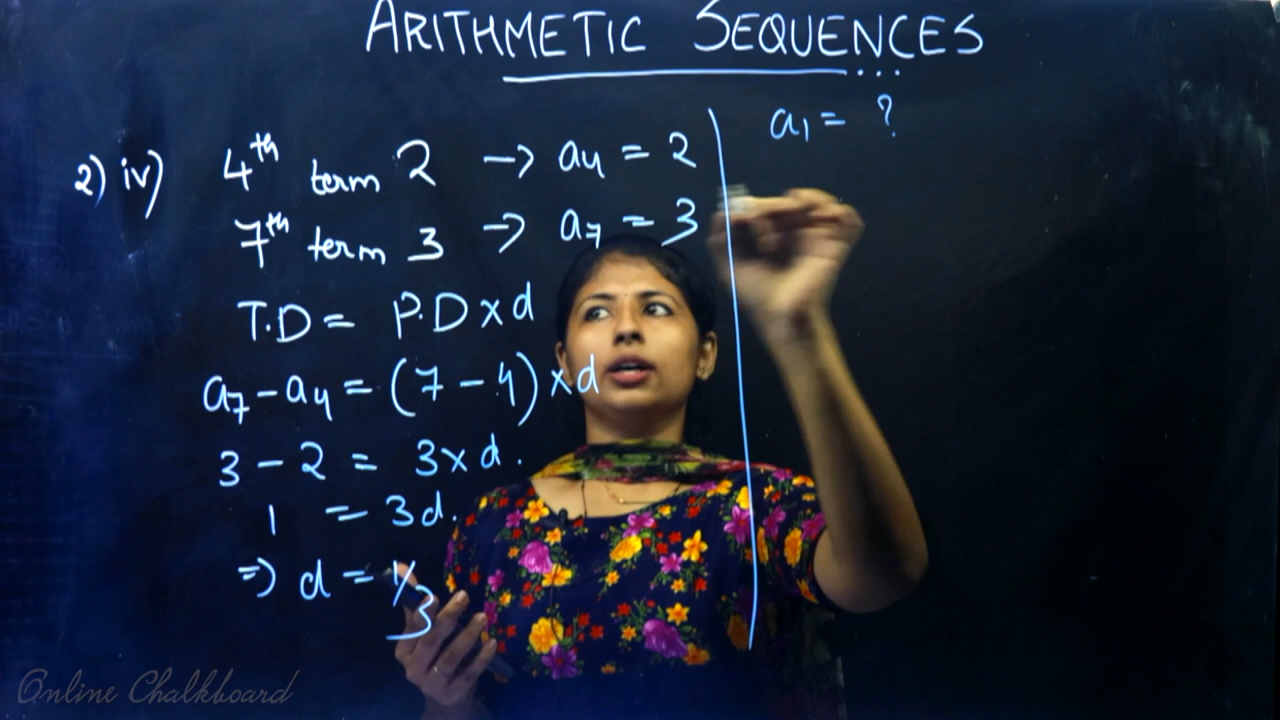 ARITHMETIC SEQUENCES...
2) iv) 4th term 2 → a4 = 2
7th term 3 → a7 = 3
T.D = P.D x d
a7 - a4 = (7 - 4) x d
3 - 2 = 3 x d.
1 = 3d.
⇒ d = 1/3
a1 = ?
Online Chalkboard